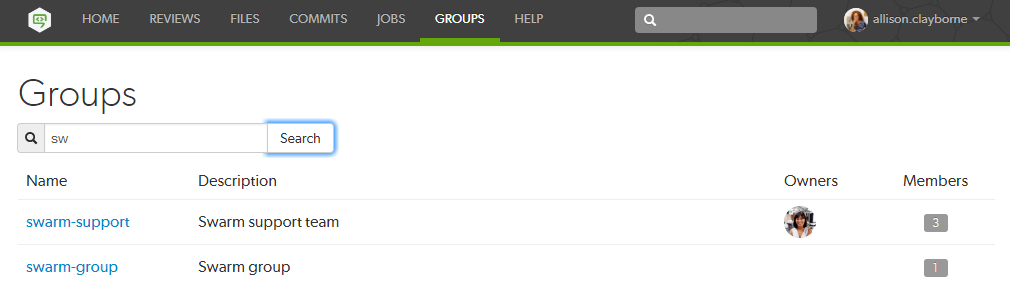 HOME REVIEWS FILES COMMITS JOBS GROUPS HELP allison.clayborne
Groups
sw Search
Name Description Owners Members
swarm-support Swarm support team 3
swarm-group Swarm group 1